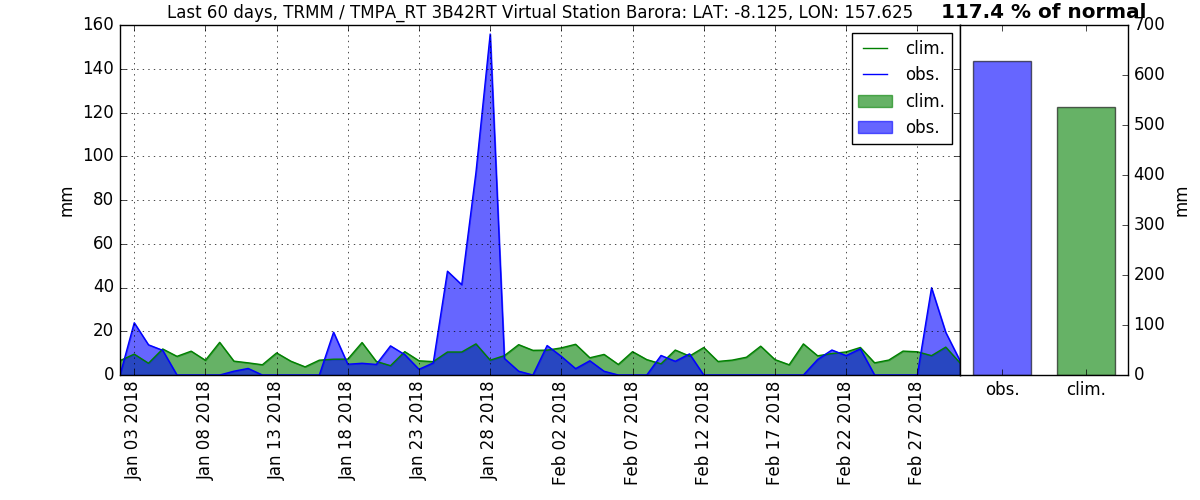 Last 60 days, TRMM / TMPA_RT 3B42RT Virtual Station Barora: LAT: -8.125, LON: 157.625
117.4 % of normal
160
140
120
100
80
60
40
20
0
mm
clim.
obs.
clim.
obs.
Jan 03 2018
Jan 08 2018
Jan 13 2018
Jan 18 2018
Jan 23 2018
Jan 28 2018
Feb 02 2018
Feb 07 2018
Feb 12 2018
Feb 17 2018
Feb 22 2018
Feb 27 2018
700
600
500
400
300
200
100
0
mm
obs.
clim.